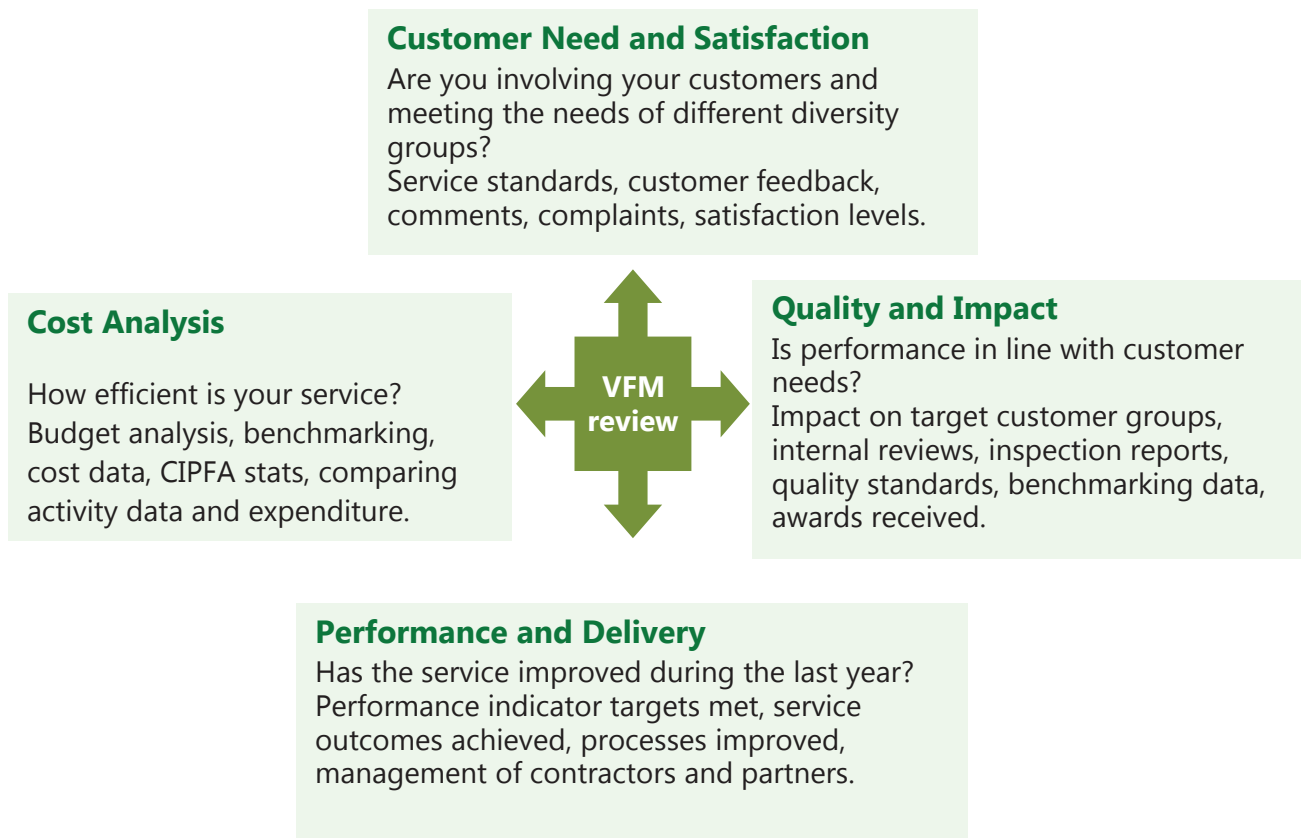 Customer Need and Satisfaction
Are you involving your customers and
meeting the needs of different diversity
groups?
Service standards, customer feedback,
comments, complaints, satisfaction levels.
Cost Analysis
How efficient is your service?
Budget analysis, benchmarking,
cost data, CIPFA stats, comparing
activity data and expenditure.
VFM
review
Quality and Impact
Is performance in line with customer
needs?
Impact on target customer groups,
internal reviews, inspection reports,
quality standards, benchmarking data,
awards received.
Performance and Delivery
Has the service improved during the last year?
Performance indicator targets met, service
outcomes achieved, processes improved,
management of contractors and partners.